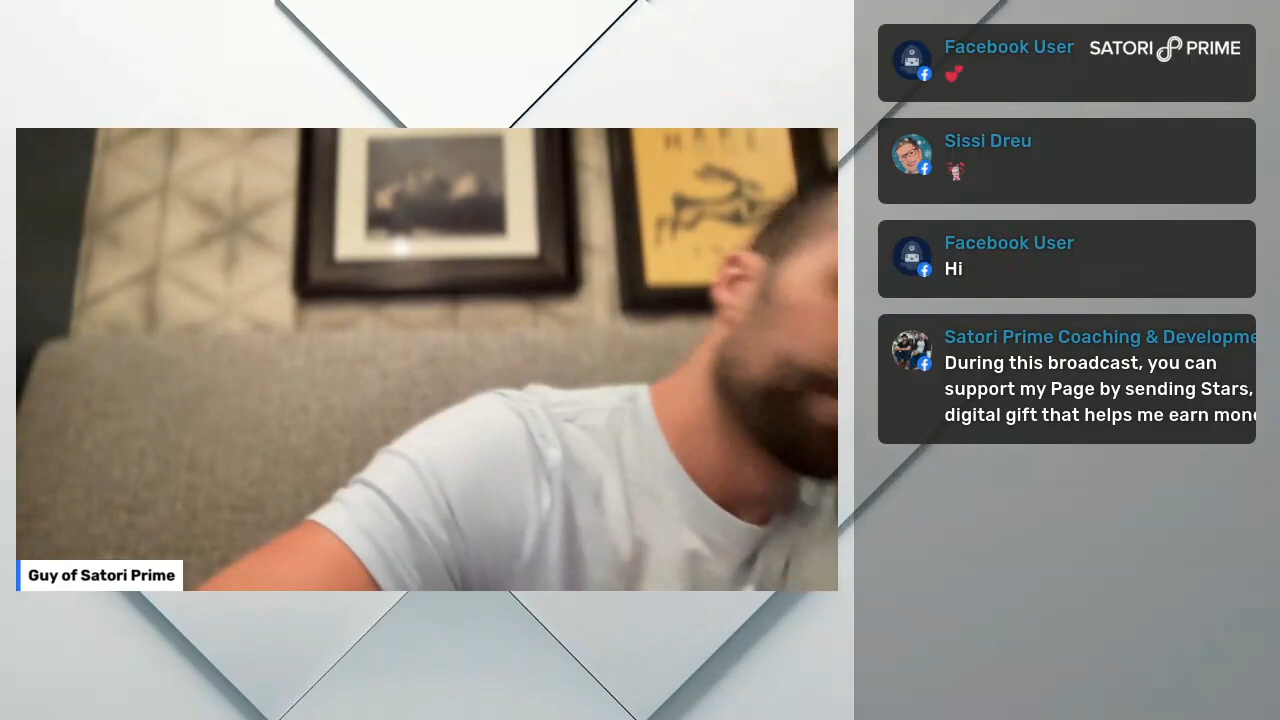 Facebook User
SATORI PRIME
Sissi Dreu
Facebook User
Hi
Satori Prime Coaching & Developme
During this broadcast, you can
support my Page by sending Stars,
digital gift that helps me earn mon
Guy of Satori Prime